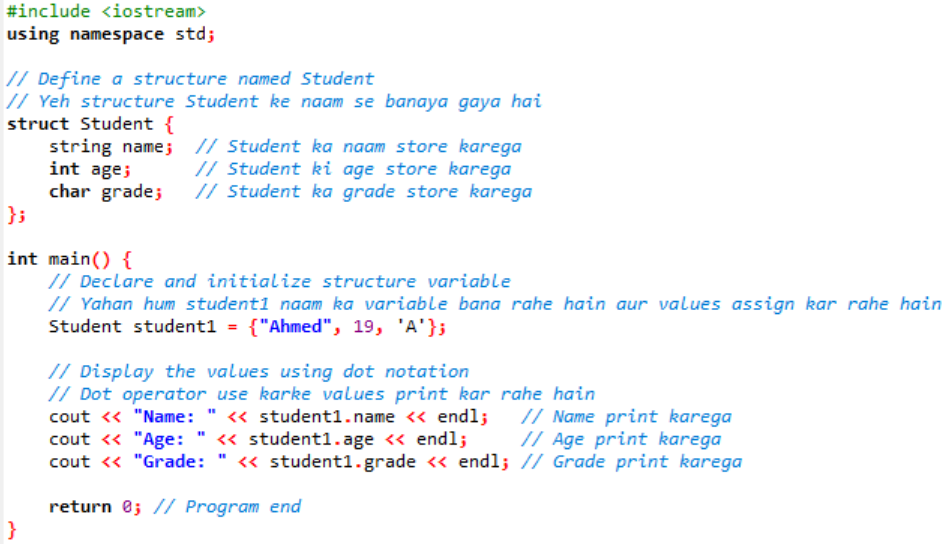 #include <iostream>
using namespace std;

// Define a structure named Student
// Yeh structure Student ke naam se banaya gaya hai
struct Student {
    string name;  // Student ka naam store karega
    int age;      // Student ki age store karega
    char grade;   // Student ka grade store karega
};

int main() {
    // Declare and initialize structure variable
    // Yahan hum student1 naam ka variable bana rahe hain aur values assign kar rahe hain
    Student student1 = {"Ahmed", 19, 'A'};

    // Display the values using dot notation
    // Dot operator use karke values print kar rahe hain
    cout << "Name: " << student1.name << endl;   // Name print karega
    cout << "Age: " << student1.age << endl;     // Age print karega
    cout << "Grade: " << student1.grade << endl; // Grade print karega

    return 0; // Program end
}